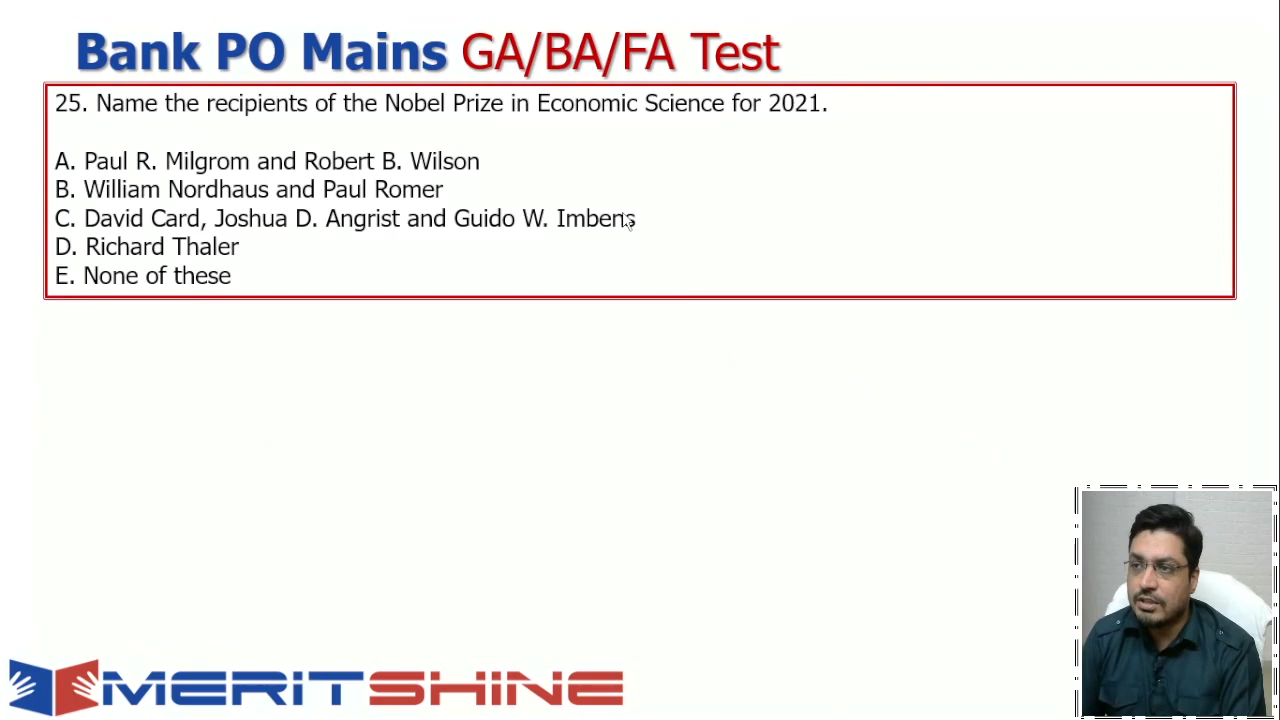 Bank PO Mains GA/BA/FA Test
25. Name the recipients of the Nobel Prize in Economic Science for 2021.
A. Paul R. Milgrom and Robert B. Wilson
B. William Nordhaus and Paul Romer
C. David Card, Joshua D. Angrist and Guido W. Imbens
D. Richard Thaler
E. None of these
MERITSHINE